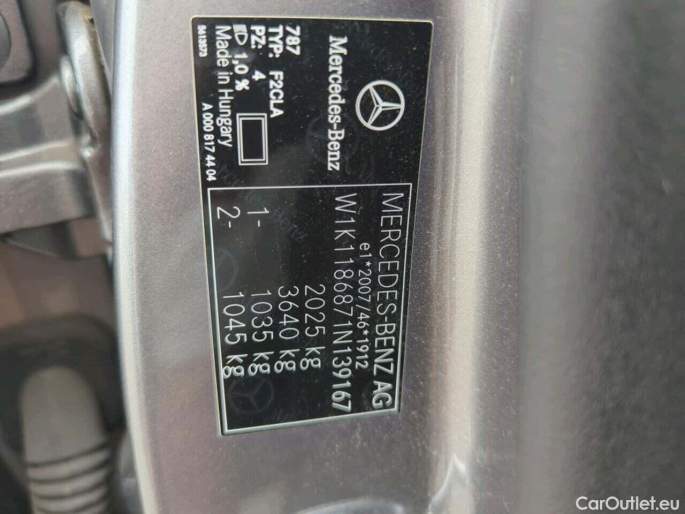 Mercedes-Benz
MERCEDES-BENZ AG
e1*2007/46*1912
W1K1186871N139167
2025 kg
3640 kg
1- 1035 kg
2- 1045 kg
787
TYP: F2CLA
PZ: 4
1,0 %
Made in Hungary
A 000 817 44 04
CarOutlet.eu